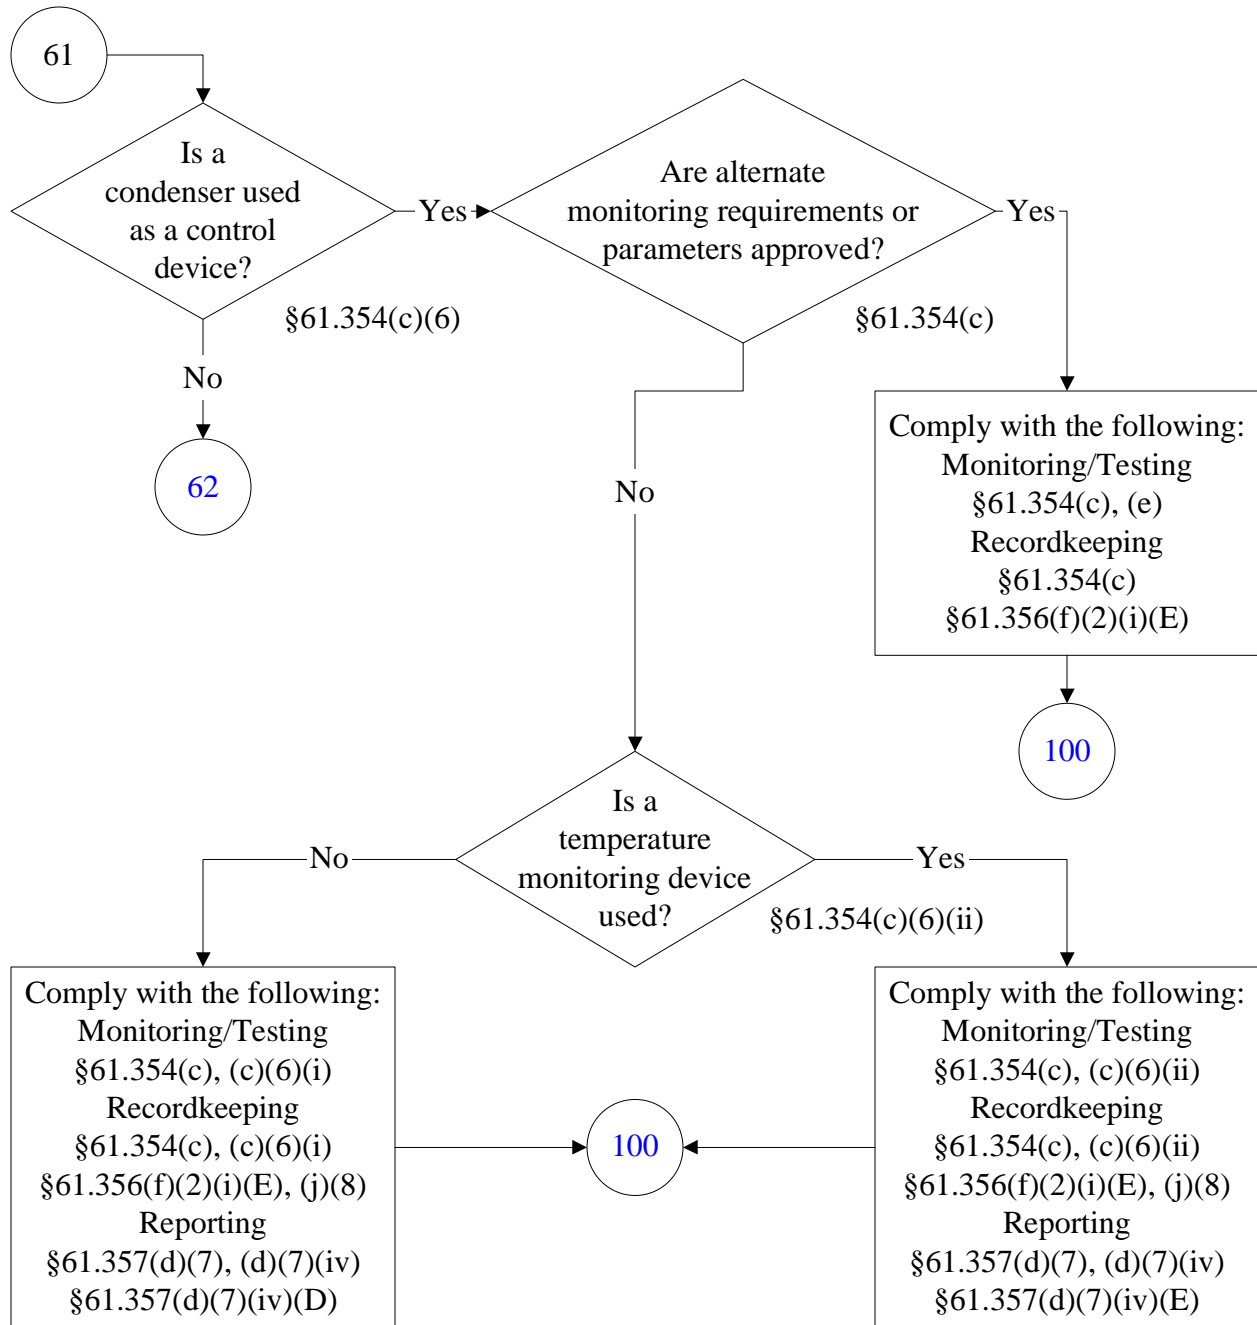 61
Is a
condenser used
as a control
device?
Yes
§61.354(c)(6)
No
62
Are alternate
monitoring requirements or
parameters approved?
Yes
§61.354(c)
No
Comply with the following:
Monitoring/Testing
§61.354(c), (e)
Recordkeeping
§61.354(c)
§61.356(f)(2)(i)(E)
100
Is a
temperature
monitoring device
used?
No
Yes
§61.354(c)(6)(ii)
Comply with the following:
Monitoring/Testing
§61.354(c), (c)(6)(i)
Recordkeeping
§61.354(c), (c)(6)(i)
§61.356(f)(2)(i)(E), (j)(8)
Reporting
§61.357(d)(7), (d)(7)(iv)
§61.357(d)(7)(iv)(D)
100
Comply with the following:
Monitoring/Testing
§61.354(c), (c)(6)(ii)
Recordkeeping
§61.354(c), (c)(6)(ii)
§61.356(f)(2)(i)(E), (j)(8)
Reporting
§61.357(d)(7), (d)(7)(iv)
§61.357(d)(7)(iv)(E)